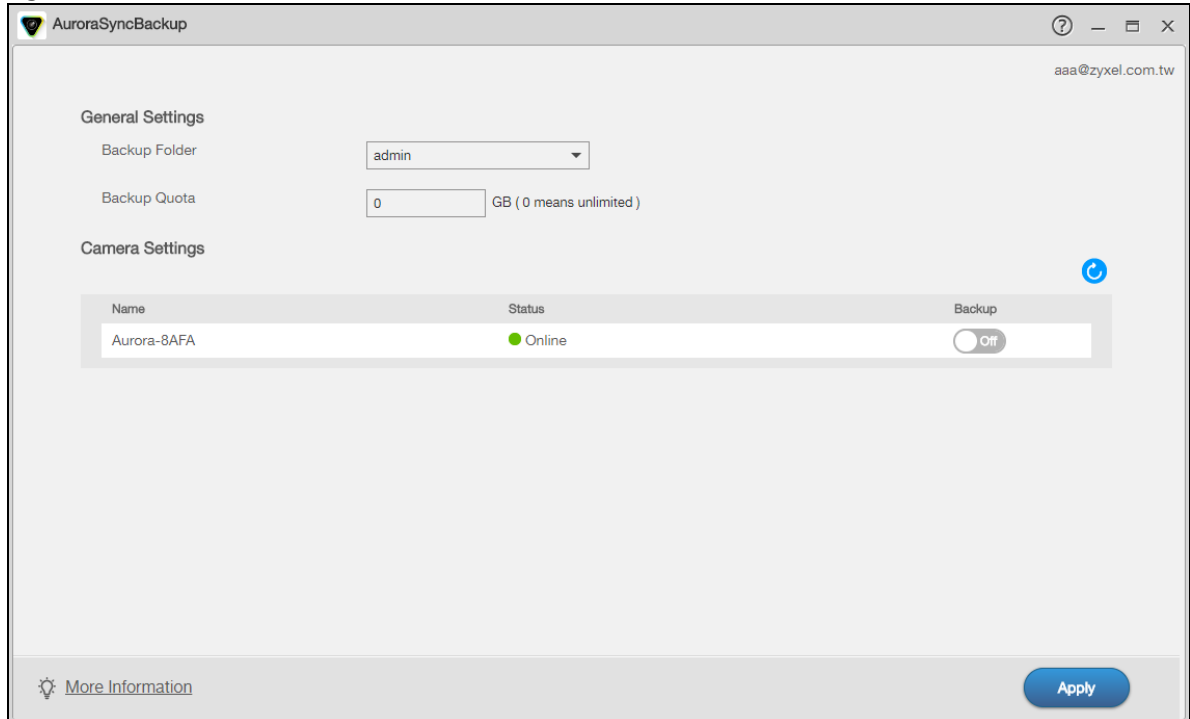 AuroraSyncBackup
aaa@zyxel.com.tw
General Settings
Backup Folder admin
Backup Quota 0 GB ( 0 means unlimited )
Camera Settings
Name Status Backup
Aurora-8AFA Online Off
More Information Apply